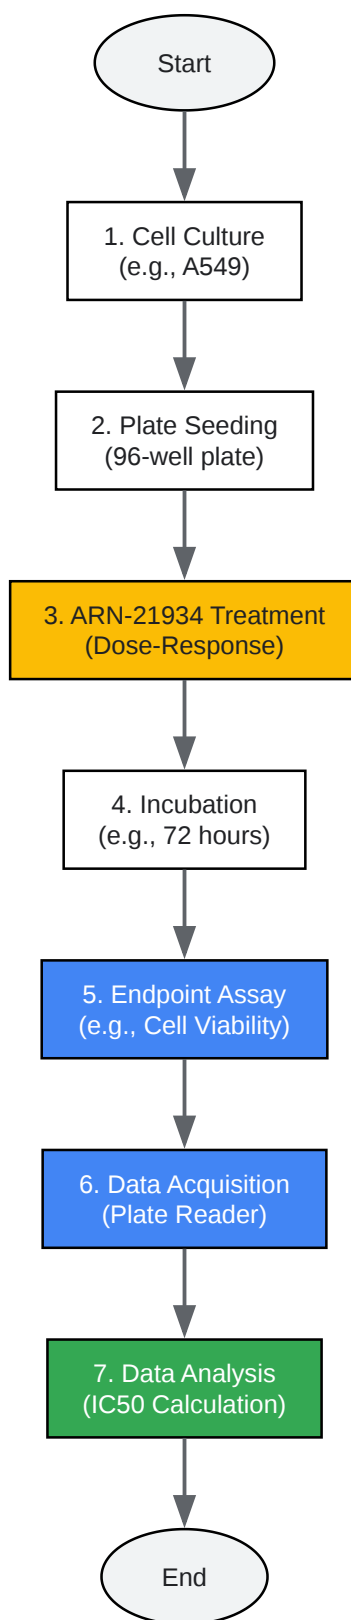 Start
1. Cell Culture
(e.g., A549)
2. Plate Seeding
(96-well plate)
3. ARN-21934 Treatment
(Dose-Response)
4. Incubation
(e.g., 72 hours)
5. Endpoint Assay
(e.g., Cell Viability)
6. Data Acquisition
(Plate Reader)
7. Data Analysis
(IC50 Calculation)
End